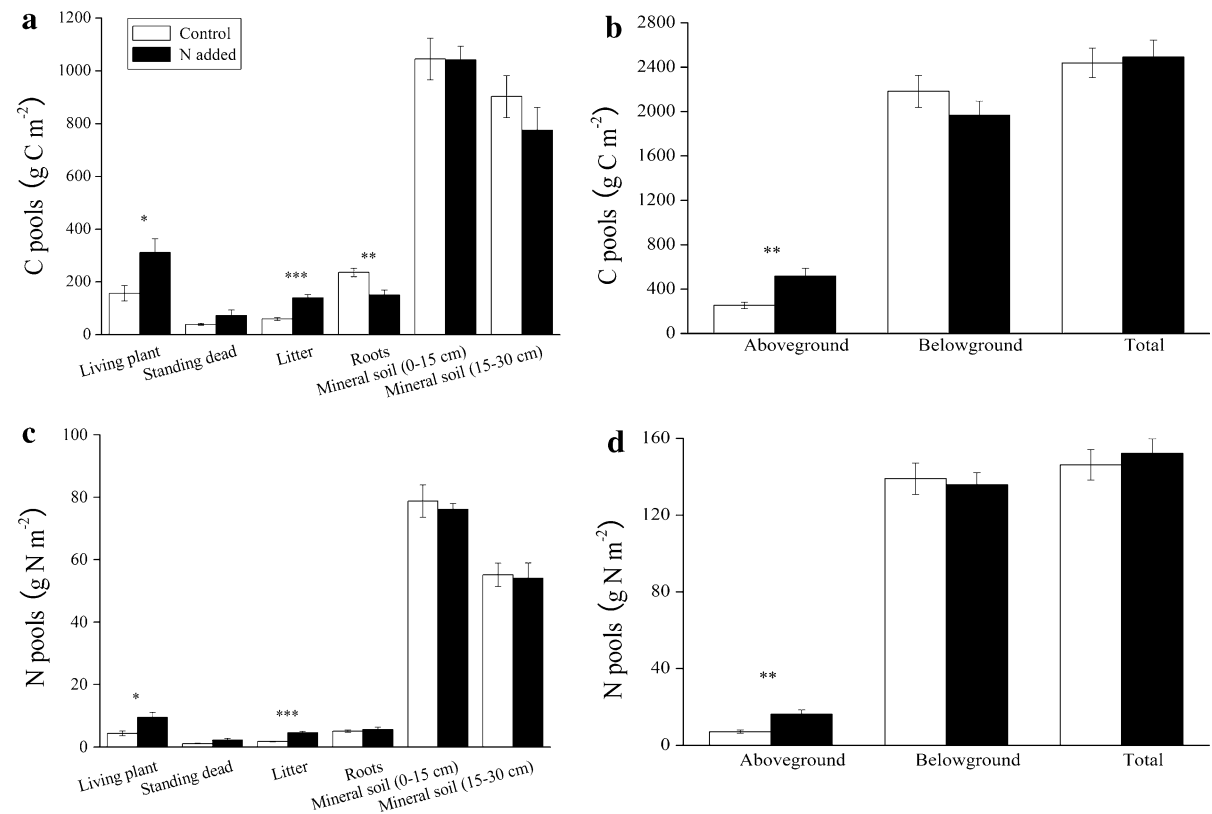 a
Control
N added
C pools (g C m-2)
1200
1000
800
600
400
200
0
*
***
**
Living plant
Standing dead
Litter
Roots
Mineral soil (0-15 cm)
Mineral soil (15-30 cm)
b
C pools (g C m-2)
2800
2400
2000
1600
1200
800
400
0
**
Aboveground
Belowground
Total
c
N pools (g N m-2)
100
80
60
40
20
0
*
***
Living plant
Standing dead
Litter
Roots
Mineral soil (0-15 cm)
Mineral soil (15-30 cm)
d
N pools (g N m-2)
160
120
80
40
0
**
Aboveground
Belowground
Total